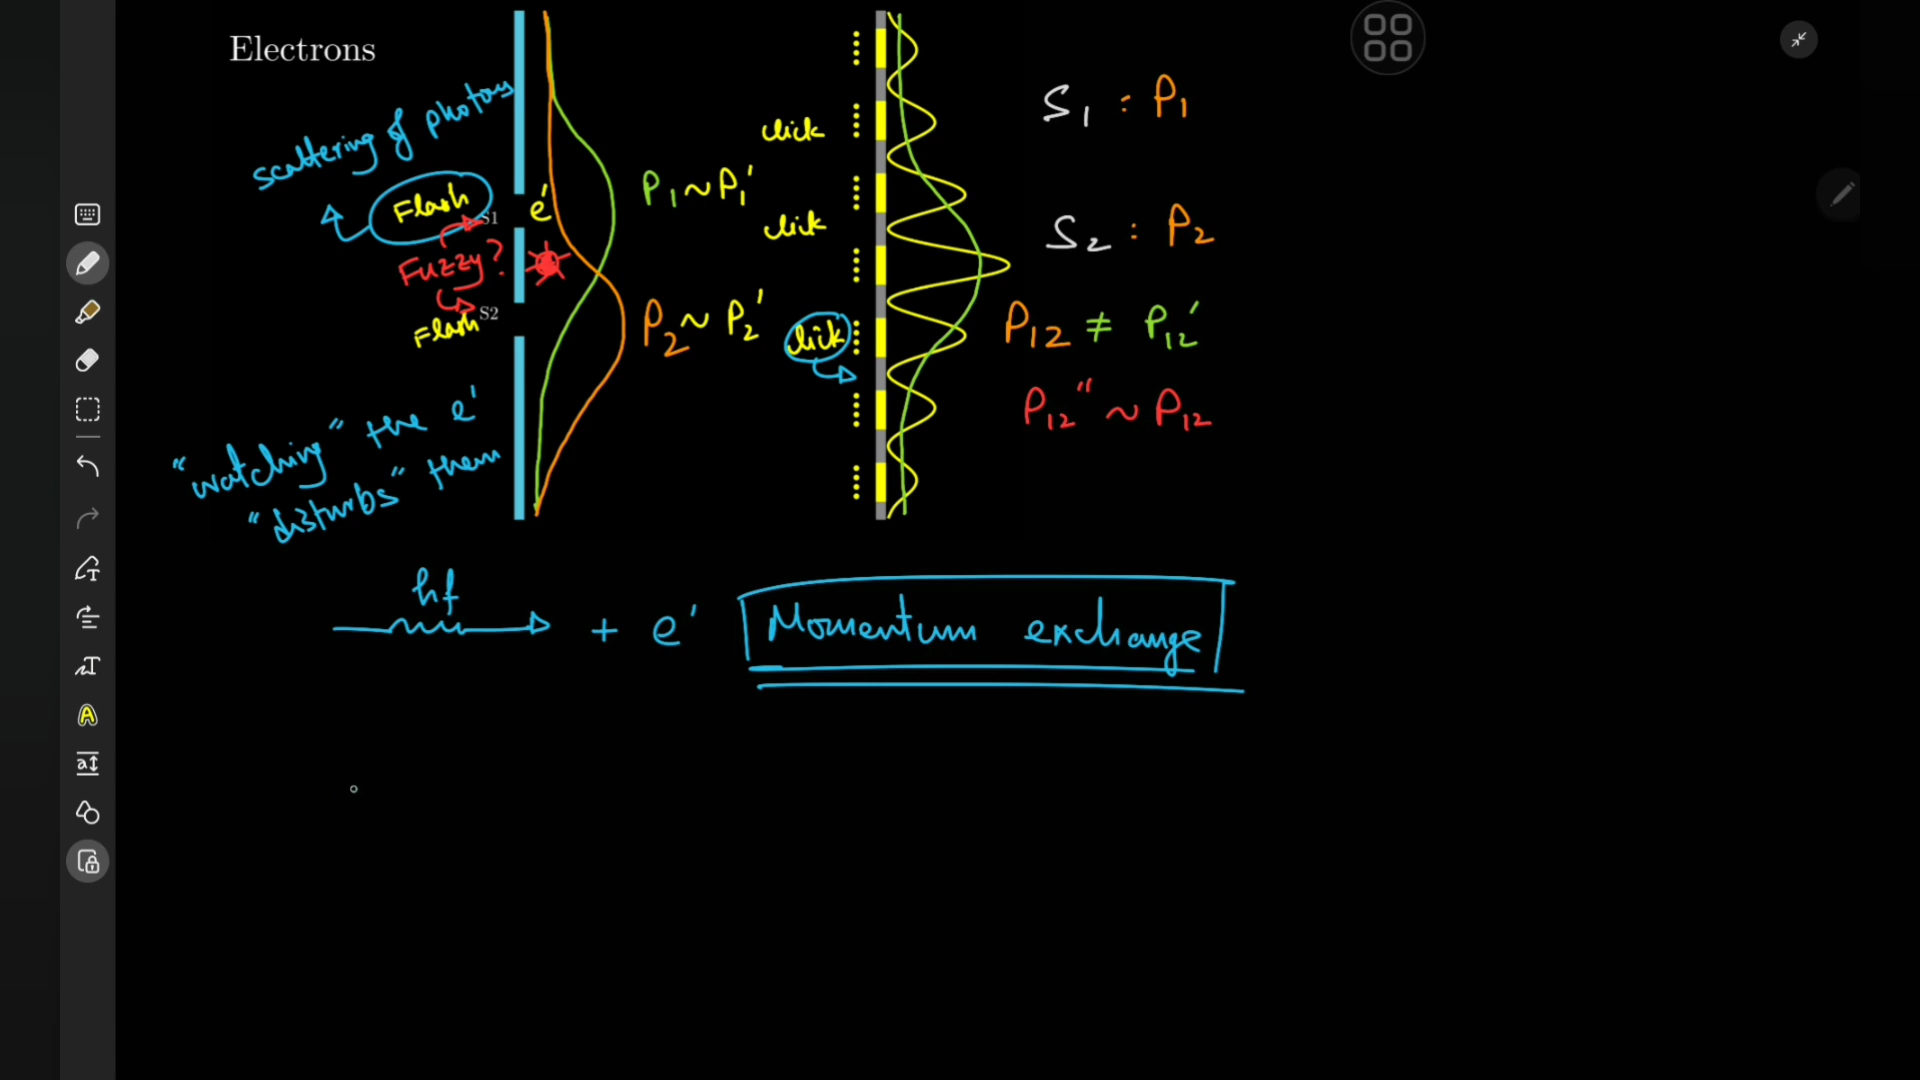 Electrons
scattering of photons
Flash
S1
e'
Fuzzy?
S2
Flash
"watching" the e'
"disturbs" them
P1 ~ P1'
P2 ~ P2'
click
click
click
S1 : P1
S2 : P2
P12 ≠ P12'
P12'' ~ P12
hf
+ e'
Momentum exchange